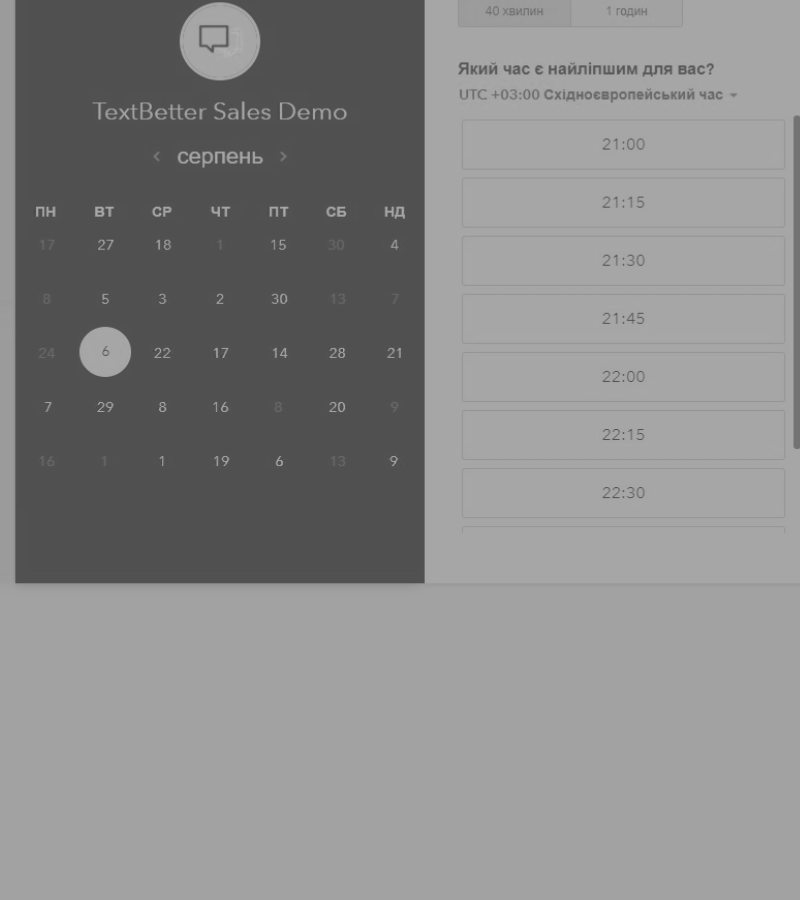 40 хвилин 1 годин
TextBetter Sales Demo
серпень
ПН ВТ СР ЧТ ПТ СБ НД
17 27 18 1 15 30 4
8 5 3 2 30 13 7
24 6 22 17 14 28 21
7 29 8 16 8 20 9
16 1 1 19 6 13 9
Який час є найліпшим для вас?
UTC +03:00 Східноєвропейський час
21:00
21:15
21:30
21:45
22:00
22:15
22:30